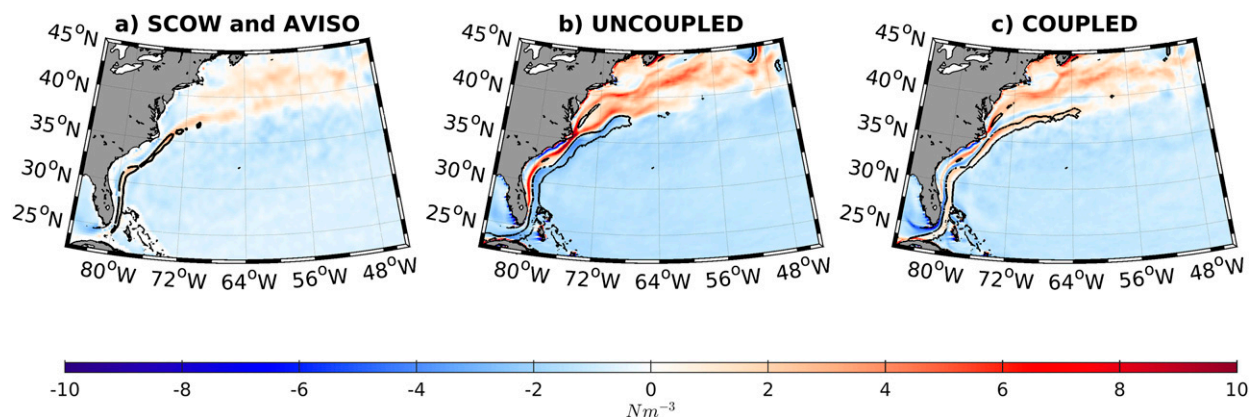 a) SCOW and AVISO
b) UNCOUPLED
c) COUPLED
45°N
40°N
35°N
30°N
25°N
80°W
72°W
64°W
56°W
48°W
45°N
40°N
35°N
30°N
25°N
80°W
72°W
64°W
56°W
48°W
45°N
40°N
35°N
30°N
25°N
80°W
72°W
64°W
56°W
48°W
-10 -8 -6 -4 -2 0 2 4 6 8 10
Nm⁻³